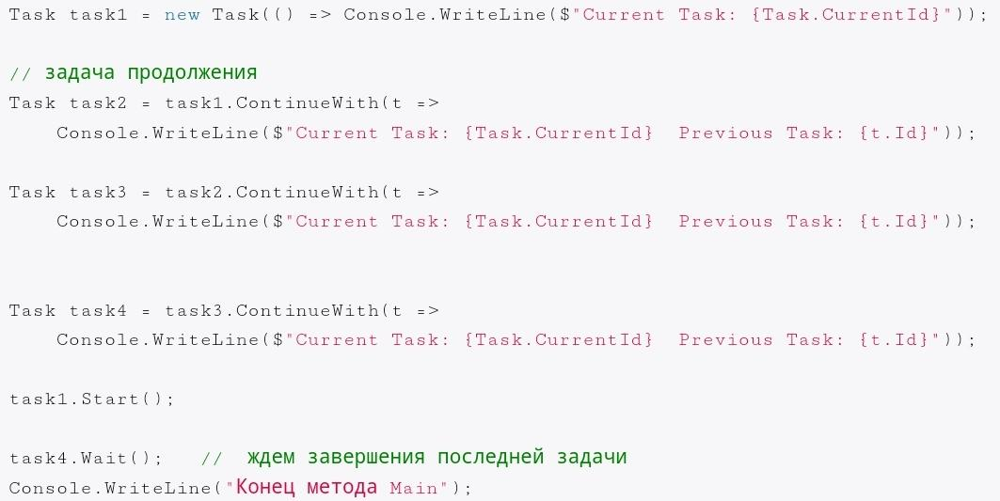 Task task1 = new Task(() => Console.WriteLine($"Current Task: {Task.CurrentId}"));
// задача продолжения
Task task2 = task1.ContinueWith(t =>
    Console.WriteLine($"Current Task: {Task.CurrentId}  Previous Task: {t.Id}"));
Task task3 = task2.ContinueWith(t =>
    Console.WriteLine($"Current Task: {Task.CurrentId}  Previous Task: {t.Id}"));
Task task4 = task3.ContinueWith(t =>
    Console.WriteLine($"Current Task: {Task.CurrentId}  Previous Task: {t.Id}"));
task1.Start();
task4.Wait();   //  ждем завершения последней задачи
Console.WriteLine("Конец метода Main");